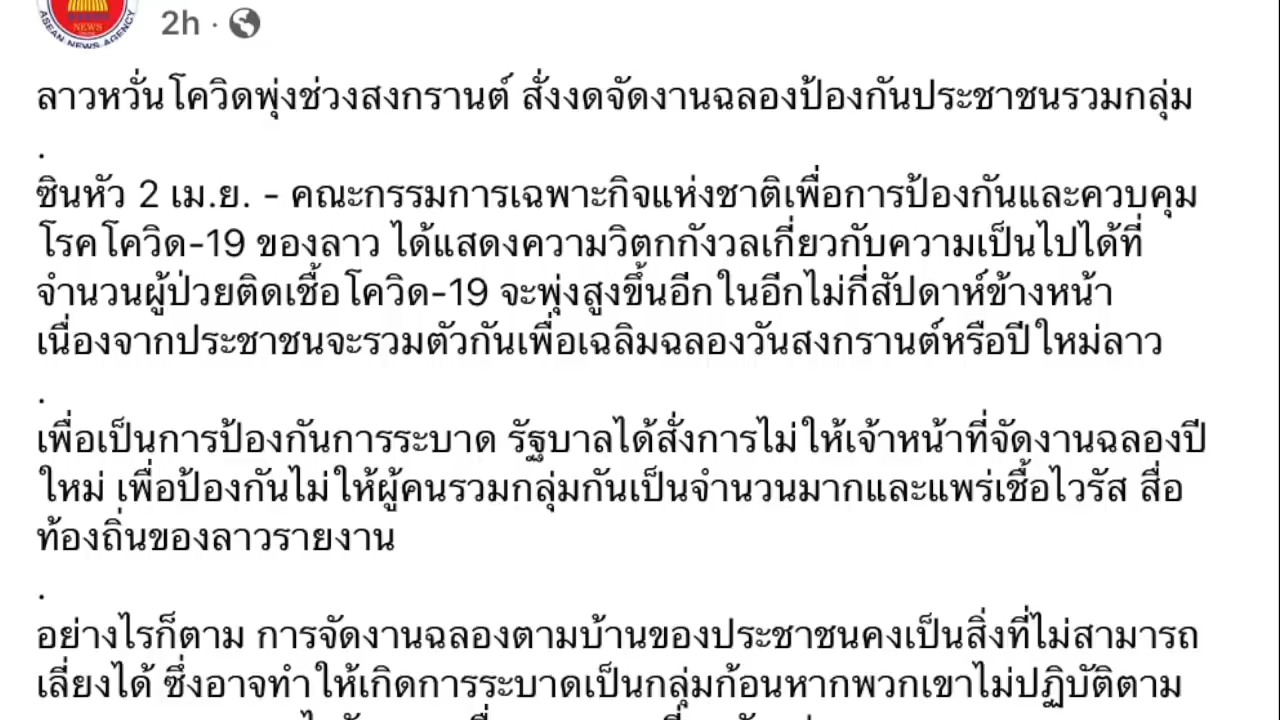 NEWS
ASEAN NEWS AGENCY
2h ·
ลาวหวั่นโควิดพุ่งช่วงสงกรานต์ สั่งงดจัดงานฉลองป้องกันประชาชนรวมกลุ่ม
.
ซินหัว 2 เม.ย. - คณะกรรมการเฉพาะกิจแห่งชาติเพื่อการป้องกันและควบคุม
โรคโควิด-19 ของลาว ได้แสดงความวิตกกังวลเกี่ยวกับความเป็นไปได้ที่
จำนวนผู้ป่วยติดเชื้อโควิด-19 จะพุ่งสูงขึ้นอีกในอีกไม่กี่สัปดาห์ข้างหน้า
เนื่องจากประชาชนจะรวมตัวกันเพื่อเฉลิมฉลองวันสงกรานต์หรือปีใหม่ลาว
.
เพื่อเป็นการป้องกันการระบาด รัฐบาลได้สั่งการไม่ให้เจ้าหน้าที่จัดงานฉลองปี
ใหม่ เพื่อป้องกันไม่ให้ผู้คนรวมกลุ่มกันเป็นจำนวนมากและแพร่เชื้อไวรัส สื่อ
ท้องถิ่นของลาวรายงาน
.
อย่างไรก็ตาม การจัดงานฉลองตามบ้านของประชาชนคงเป็นสิ่งที่ไม่สามารถ
เลี่ยงได้ ซึ่งอาจทำให้เกิดการระบาดเป็นกลุ่มก้อนหากพวกเขาไม่ปฏิบัติตาม